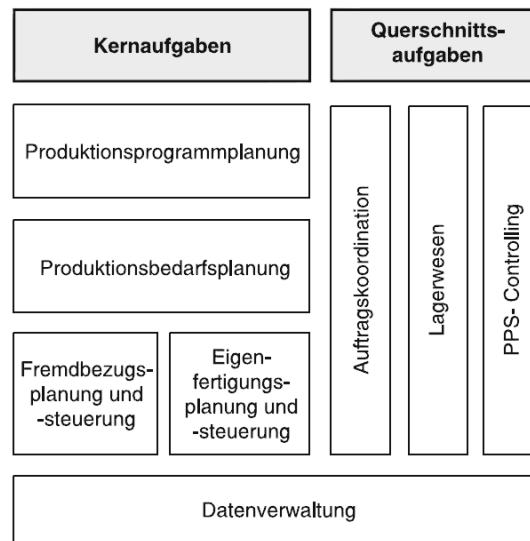 Kernaufgaben
Querschnitts-
aufgaben
Produktionsprogrammplanung
Produktionsbedarfsplanung
Fremdbezugs-
planung und
-steuerung
Eigen-
fertigungs-
planung und
-steuerung
Auftragskoordination
Lagerwesen
PPS- Controlling
Datenverwaltung